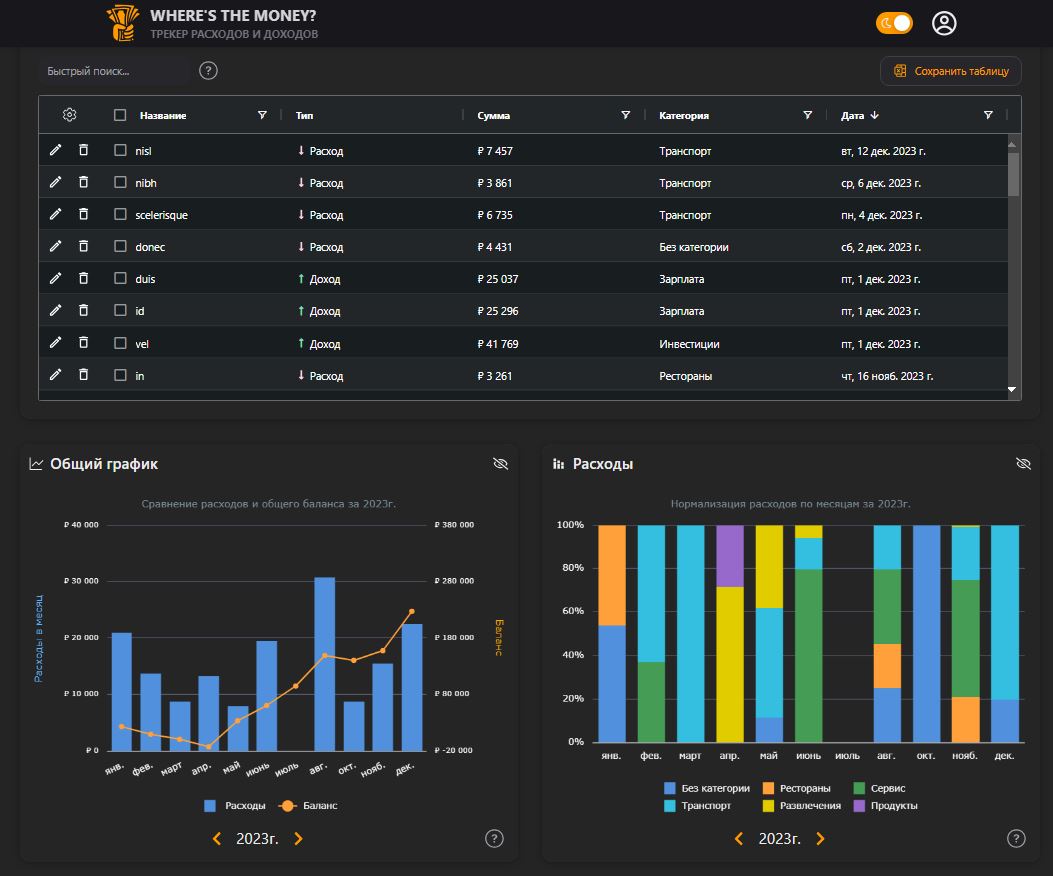 WHERE'S THE MONEY?
ТРЕКЕР РАСХОДОВ И ДОХОДОВ
Быстрый поиск... ? Сохранить таблицу
Название Тип Сумма Категория Дата
nisl Расход ₽ 7 457 Транспорт вт, 12 дек. 2023 г.
nibh Расход ₽ 3 861 Транспорт ср, 6 дек. 2023 г.
scelerisque Расход ₽ 6 735 Транспорт пн, 4 дек. 2023 г.
donec Расход ₽ 4 431 Без категории сб, 2 дек. 2023 г.
duis Доход ₽ 25 037 Зарплата пт, 1 дек. 2023 г.
id Доход ₽ 25 296 Зарплата пт, 1 дек. 2023 г.
vel Доход ₽ 41 769 Инвестиции пт, 1 дек. 2023 г.
in Расход ₽ 3 261 Рестораны чт, 16 нояб. 2023 г.
Общий график
Сравнение расходов и общего баланса за 2023г.
Расходы в месяц
₽ 40 000
₽ 30 000
₽ 20 000
₽ 10 000
₽ 0
₽ 380 000
₽ 280 000
₽ 180 000
₽ 80 000
₽ -20 000
Баланс
янв. фев. март апр. май июнь июль авг. окт. нояб. дек.
Расходы Баланс
2023г. ?
Расходы
Нормализация расходов по месяцам за 2023г.
100%
80%
60%
40%
20%
0%
янв. фев. март апр. май июнь июль авг. окт. нояб. дек.
Без категории Рестораны Сервис
Транспорт Развлечения Продукты
2023г. ?